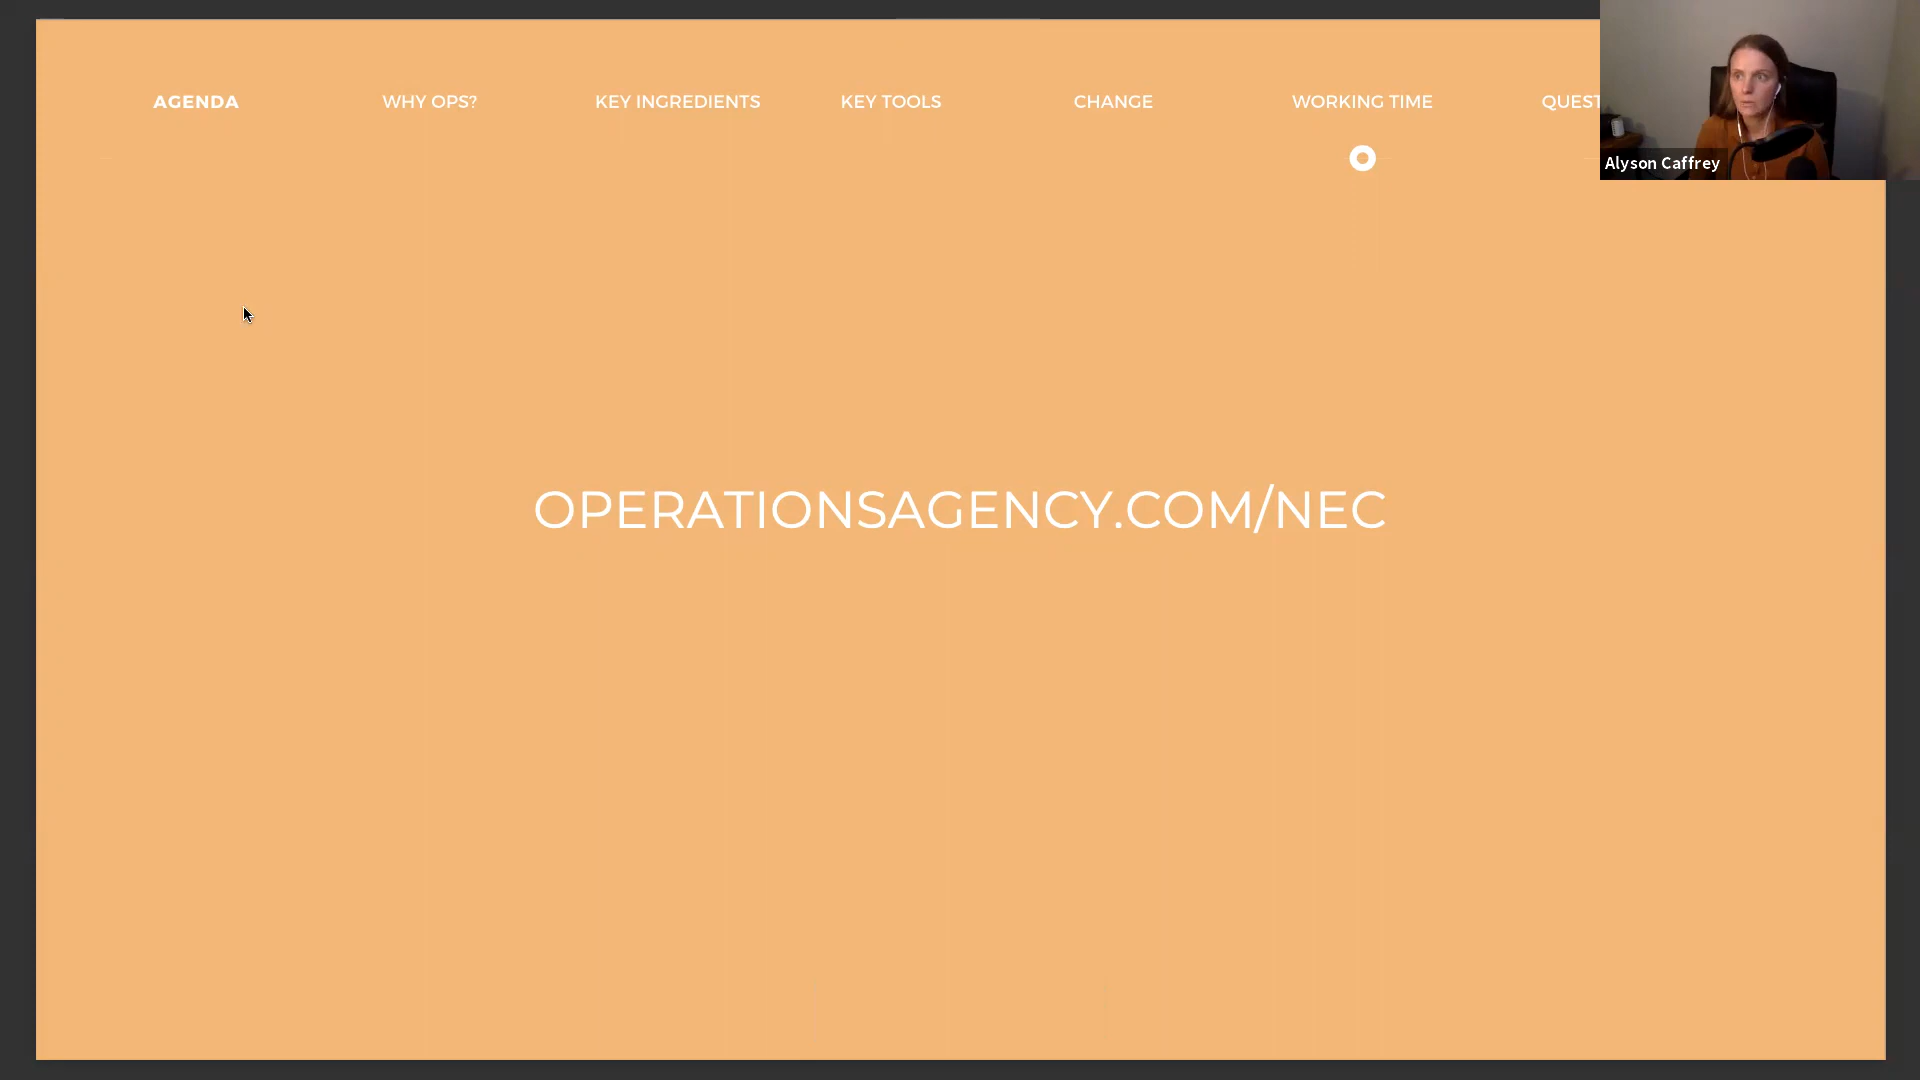 AGENDA WHY OPS? KEY INGREDIENTS KEY TOOLS CHANGE WORKING TIME
Alyson Caffrey
OPERATIONSAGENCY.COM/NEC